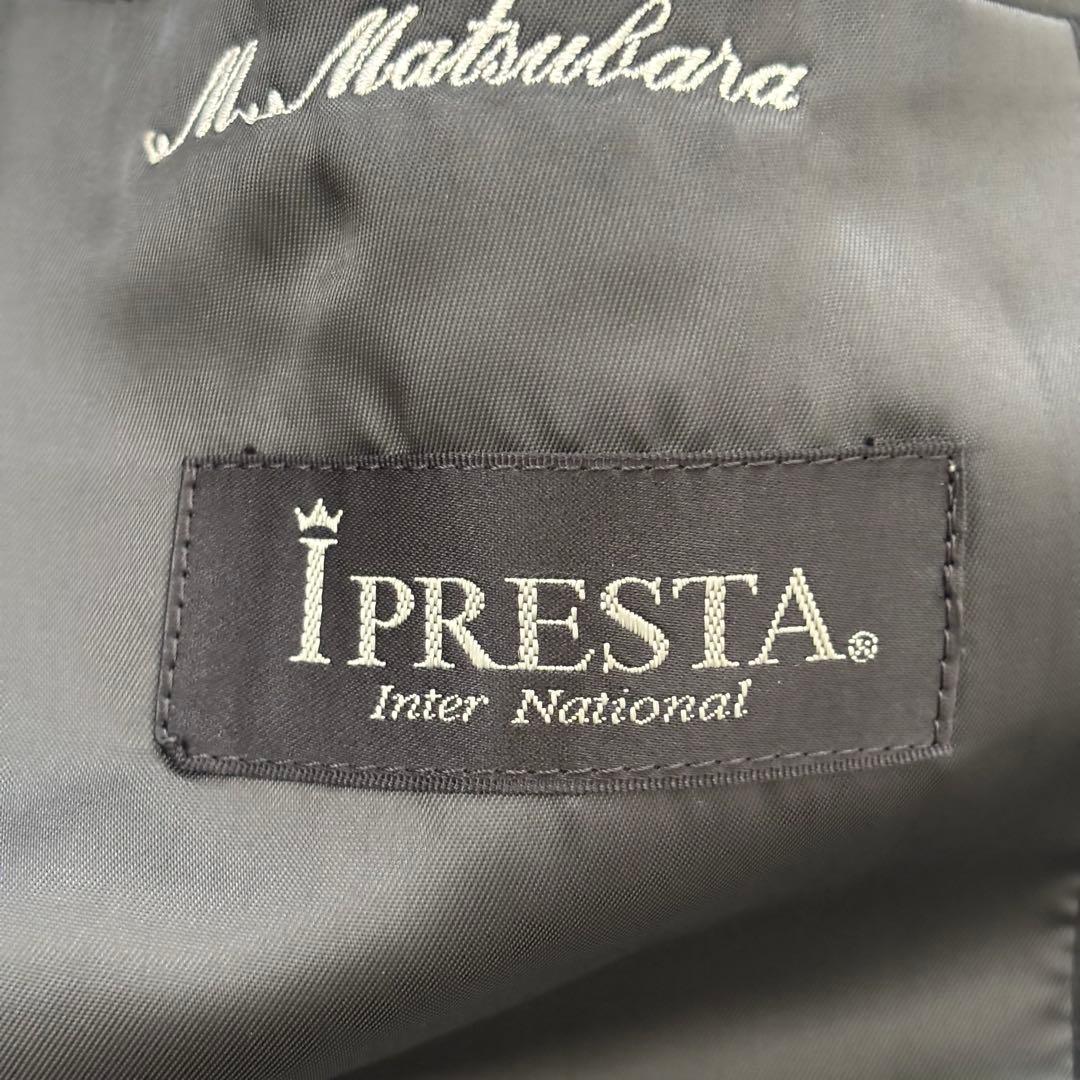 M. Matsubara
IPRESTA®
Inter National